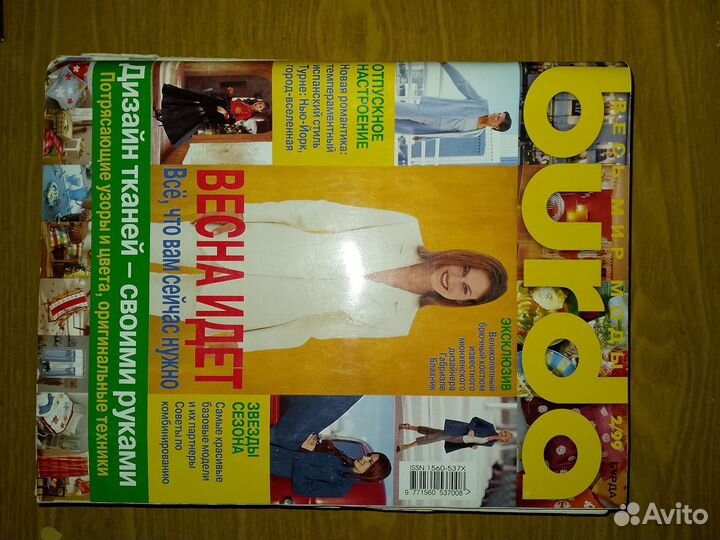 ВЕСЬ МИР МОДЫ 2/99
БУРДА
burda
ОТПУСКНОЕ
НАСТРОЕНИЕ
Новая романтика:
темпераментный
испанский стиль
Турне: Нью-Йорк,
город-вселенная
ЭКСКЛЮЗИВ
Великолепный
брючный костюм
известного
мюнхенского
дизайнера
Габриеле
Блахник
ISSN 1560-537X
9 771560 537008 >
ВЕСНА ИДЕТ
Всё, что вам сейчас нужно
ЗВЕЗДЫ
СЕЗОНА
Самые красивые
базовые модели
и их партнеры
Советы по
комбинированию
Дизайн тканей – своими руками
Потрясающие узоры и цвета, оригинальные техники
Avito